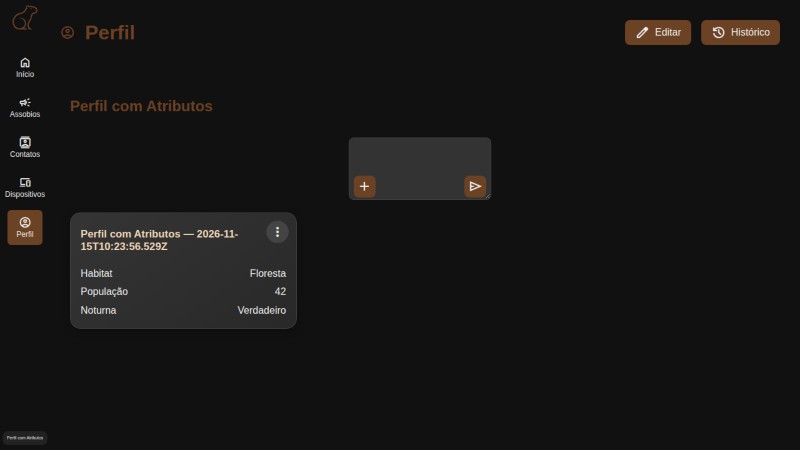 Perfil
Editar
Histórico
Início
Assobios
Contatos
Dispositivos
Perfil
Perfil com Atributos
Perfil com Atributos — 2026-11-
15T10:23:56.529Z
Habitat Floresta
População 42
Noturna Verdadeiro
Perfil com Atributos